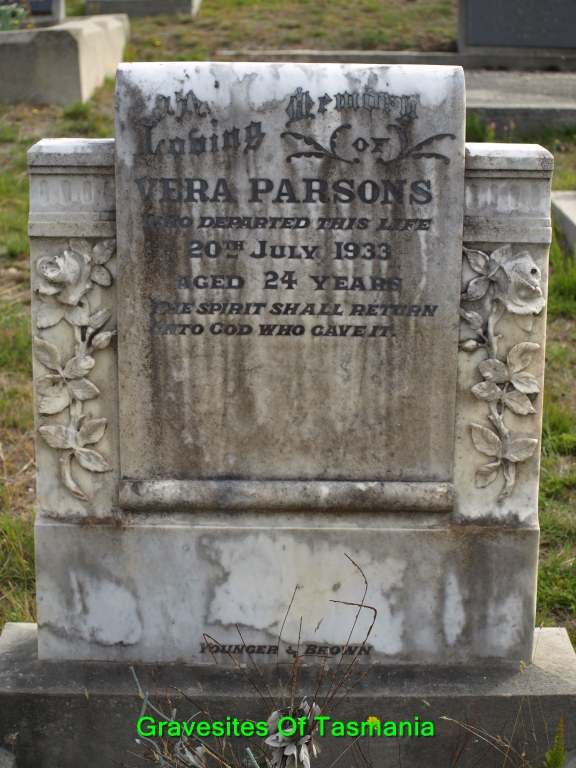 In Memory
Loving of
VERA PARSONS
WHO DEPARTED THIS LIFE
20TH JULY 1933
AGED 24 YEARS
THE SPIRIT SHALL RETURN
UNTO GOD WHO GAVE IT.
YOUNGER & BROWN
Gravesites Of Tasmania